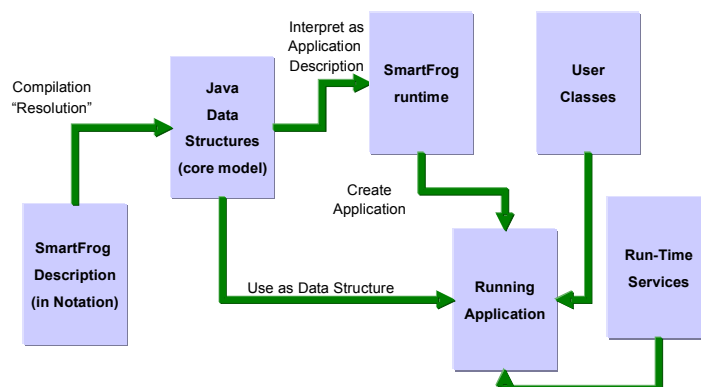 Interpret as
Application
Description
Compilation
“Resolution”
Java
Data
Structures
(core model)
SmartFrog
runtime
User
Classes
Create
Application
SmartFrog
Description
(in Notation)
Use as Data Structure
Running
Application
Run-Time
Services